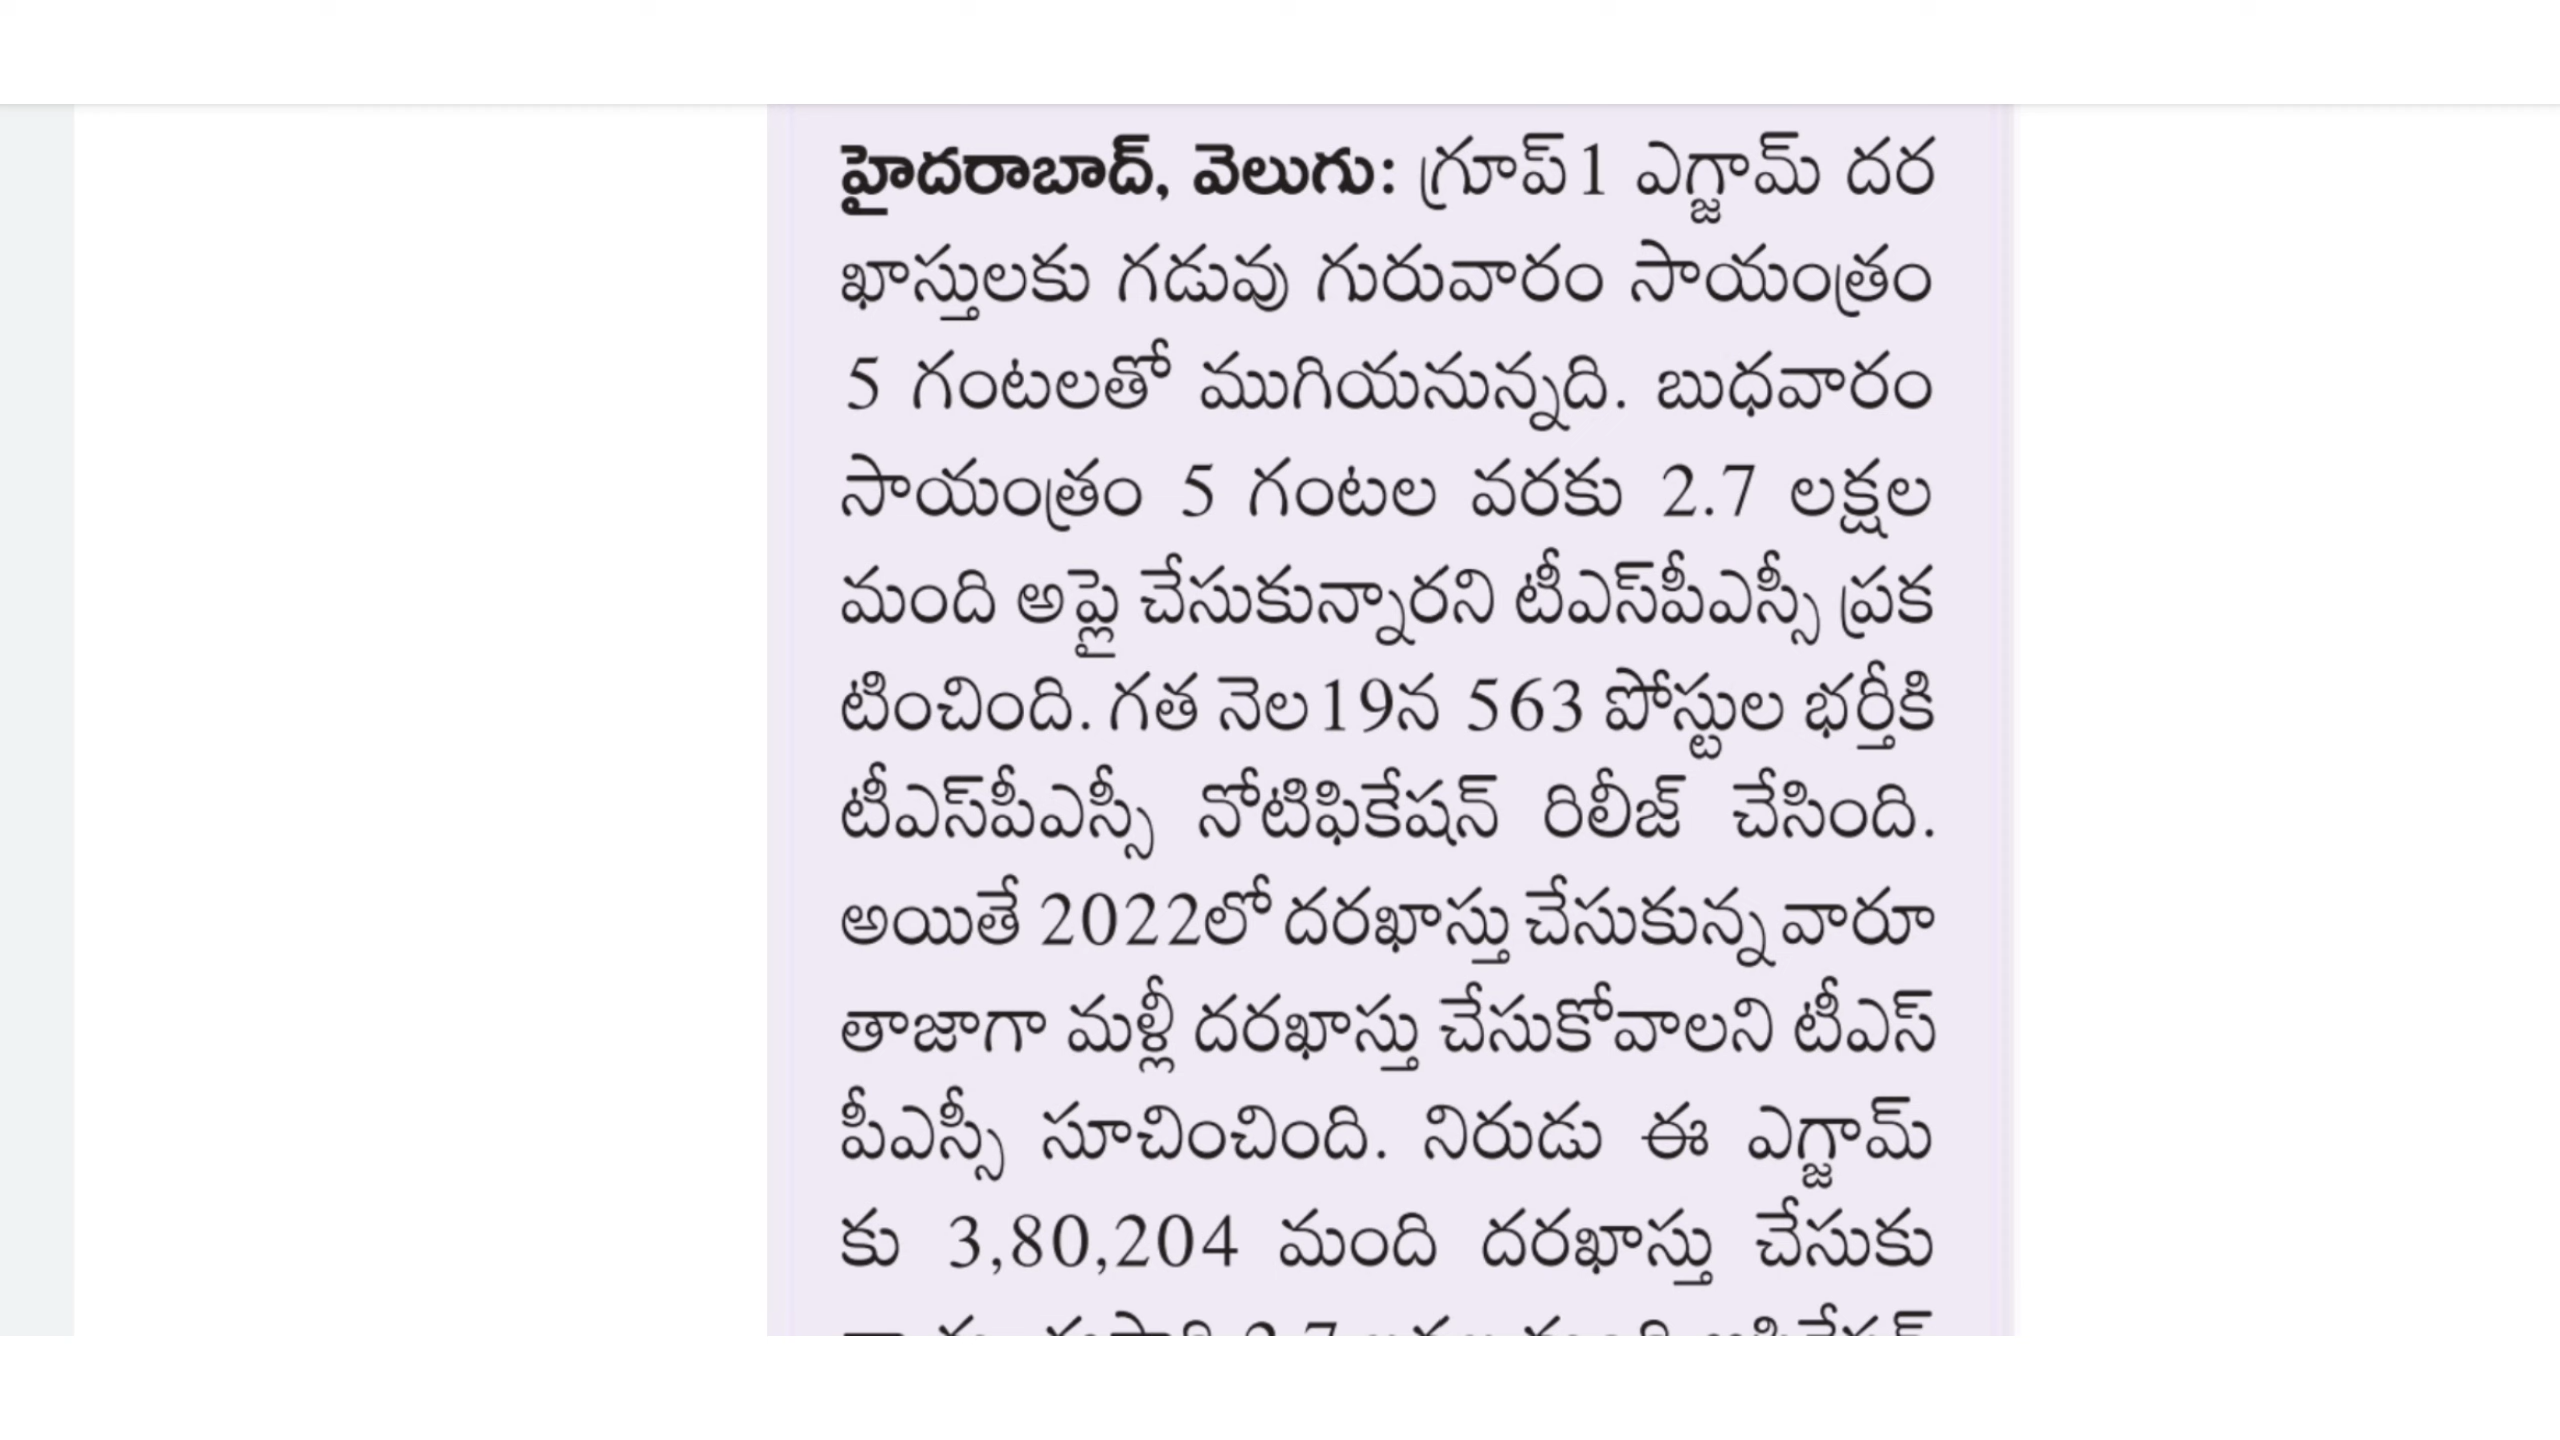 హైదరాబాద్, వెలుగు: గ్రూప్1 ఎగ్జామ్ దర
ఖాస్తులకు గడువు గురువారం సాయంత్రం
5 గంటలతో ముగియనున్నది. బుధవారం
సాయంత్రం 5 గంటల వరకు 2.7 లక్షల
మంది అప్లై చేసుకున్నారని టీఎస్‌పీఎస్సీ ప్రక
టించింది. గత నెల19న 563 పోస్టుల భర్తీకి
టీఎస్‌పీఎస్సీ నోటిఫికేషన్ రిలీజ్ చేసింది.
అయితే 2022లో దరఖాస్తు చేసుకున్న వారూ
తాజాగా మళ్లీ దరఖాస్తు చేసుకోవాలని టీఎస్
పీఎస్సీ సూచించింది. నిరుడు ఈ ఎగ్జామ్
కు 3,80,204 మంది దరఖాస్తు చేసుకు